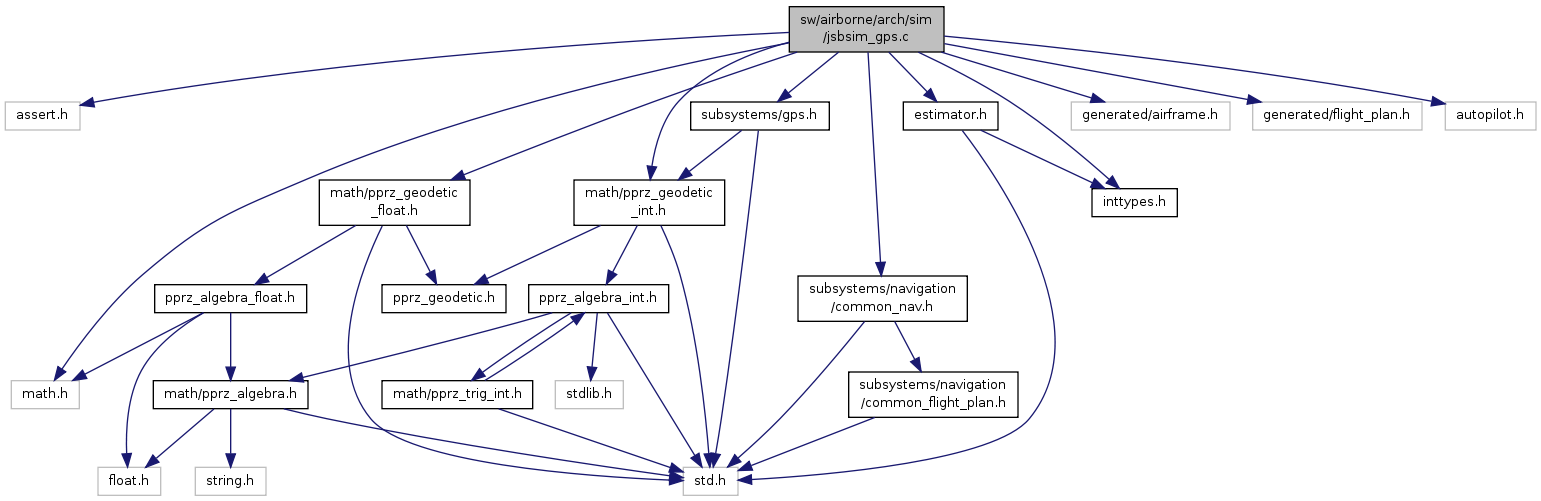 sw/airborne/arch/sim
/jsbsim_gps.c
assert.h
subsystems/gps.h
estimator.h
generated/airframe.h
generated/flight_plan.h
autopilot.h
math/pprz_geodetic
_float.h
math/pprz_geodetic
_int.h
inttypes.h
pprz_algebra_float.h
pprz_geodetic.h
pprz_algebra_int.h
subsystems/navigation
/common_nav.h
math.h
math/pprz_algebra.h
math/pprz_trig_int.h
stdlib.h
subsystems/navigation
/common_flight_plan.h
float.h
string.h
std.h